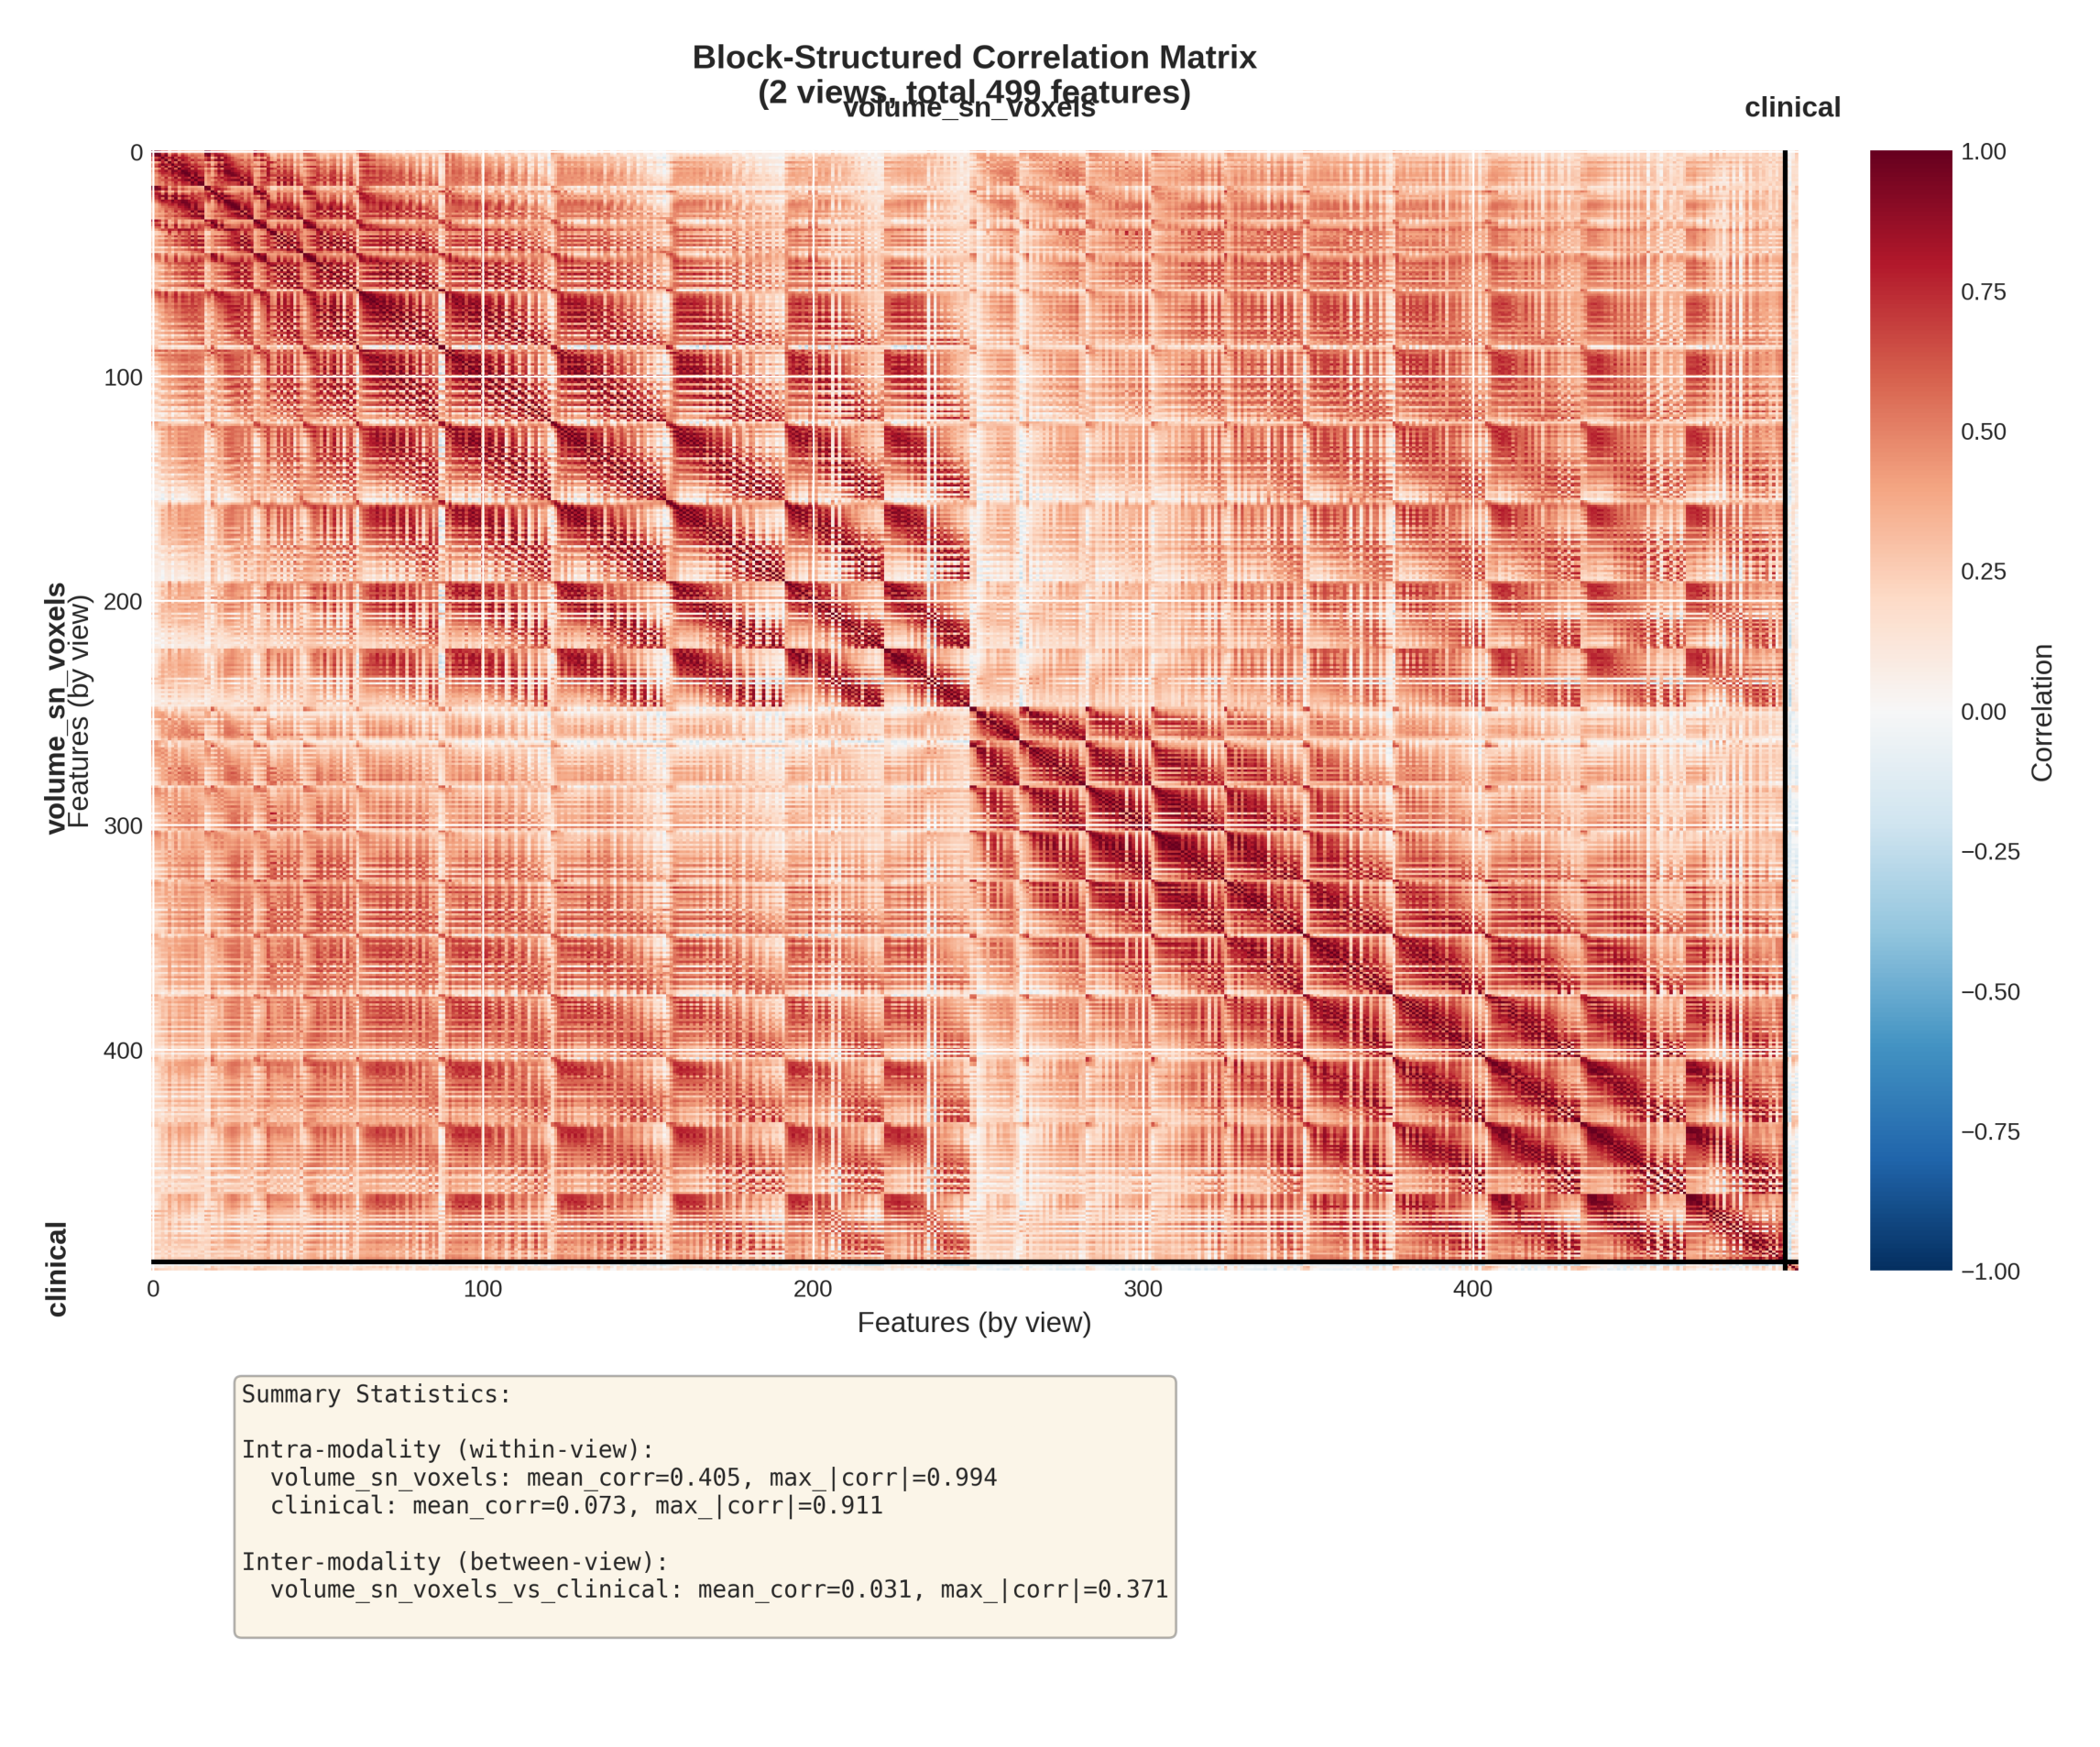 Block-Structured Correlation Matrix
(2 views, total 499 features)
volume_sn_voxels
clinical
0
100
200
300
400
volume_sn_voxels
Features (by view)
clinical
0
100
200
300
400
Features (by view)
1.00
0.75
0.50
0.25
0.00
−0.25
−0.50
−0.75
−1.00
Correlation
Summary Statistics:
Intra-modality (within-view):
volume_sn_voxels: mean_corr=0.405, max_|corr|=0.994
clinical: mean_corr=0.073, max_|corr|=0.911
Inter-modality (between-view):
volume_sn_voxels_vs_clinical: mean_corr=0.031, max_|corr|=0.371